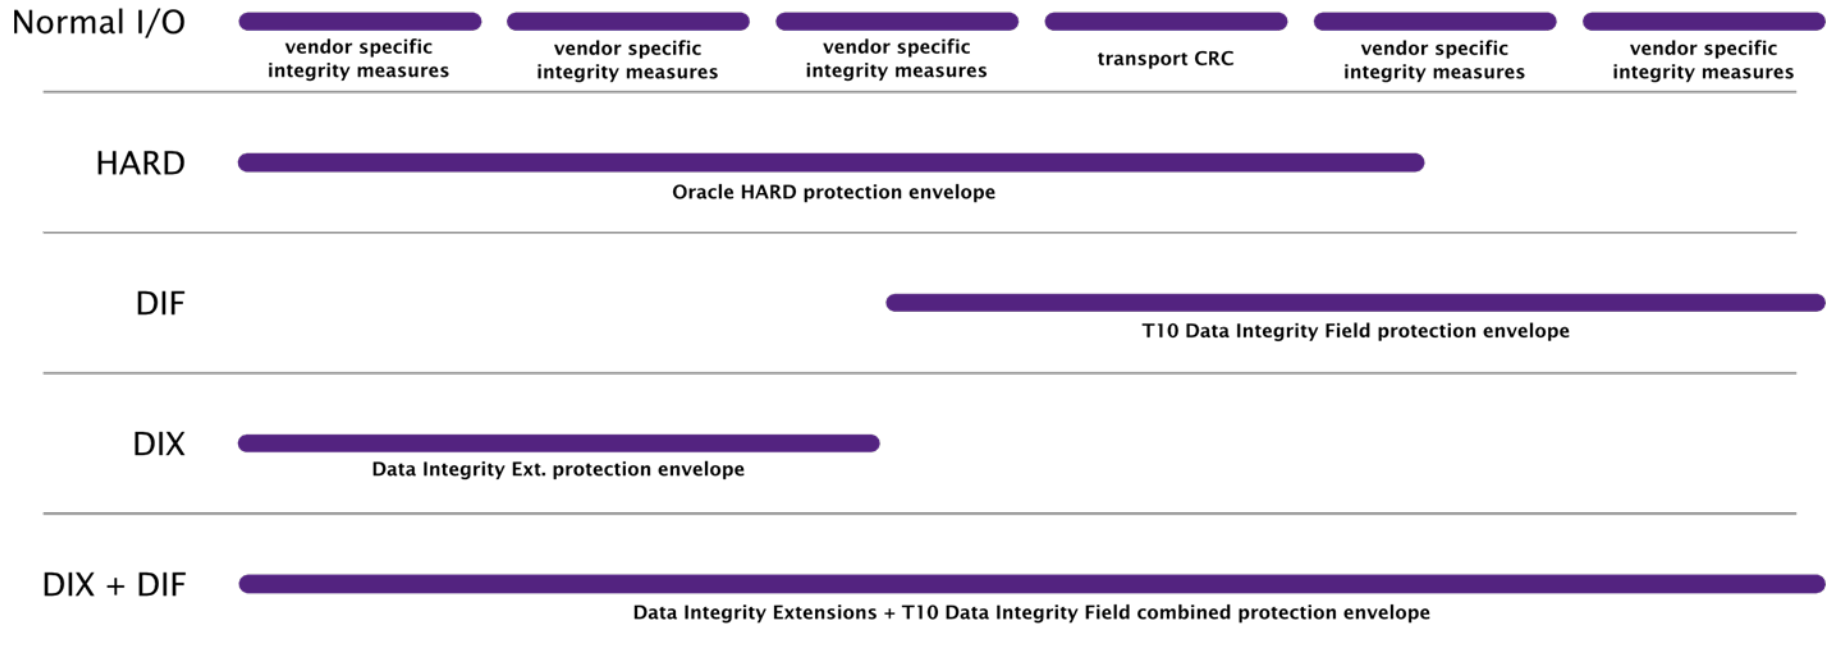 Normal I/O
vendor specific
integrity measures
vendor specific
integrity measures
vendor specific
integrity measures
transport CRC
vendor specific
integrity measures
vendor specific
integrity measures
HARD
Oracle HARD protection envelope
DIF
T10 Data Integrity Field protection envelope
DIX
Data Integrity Ext. protection envelope
DIX + DIF
Data Integrity Extensions + T10 Data Integrity Field combined protection envelope